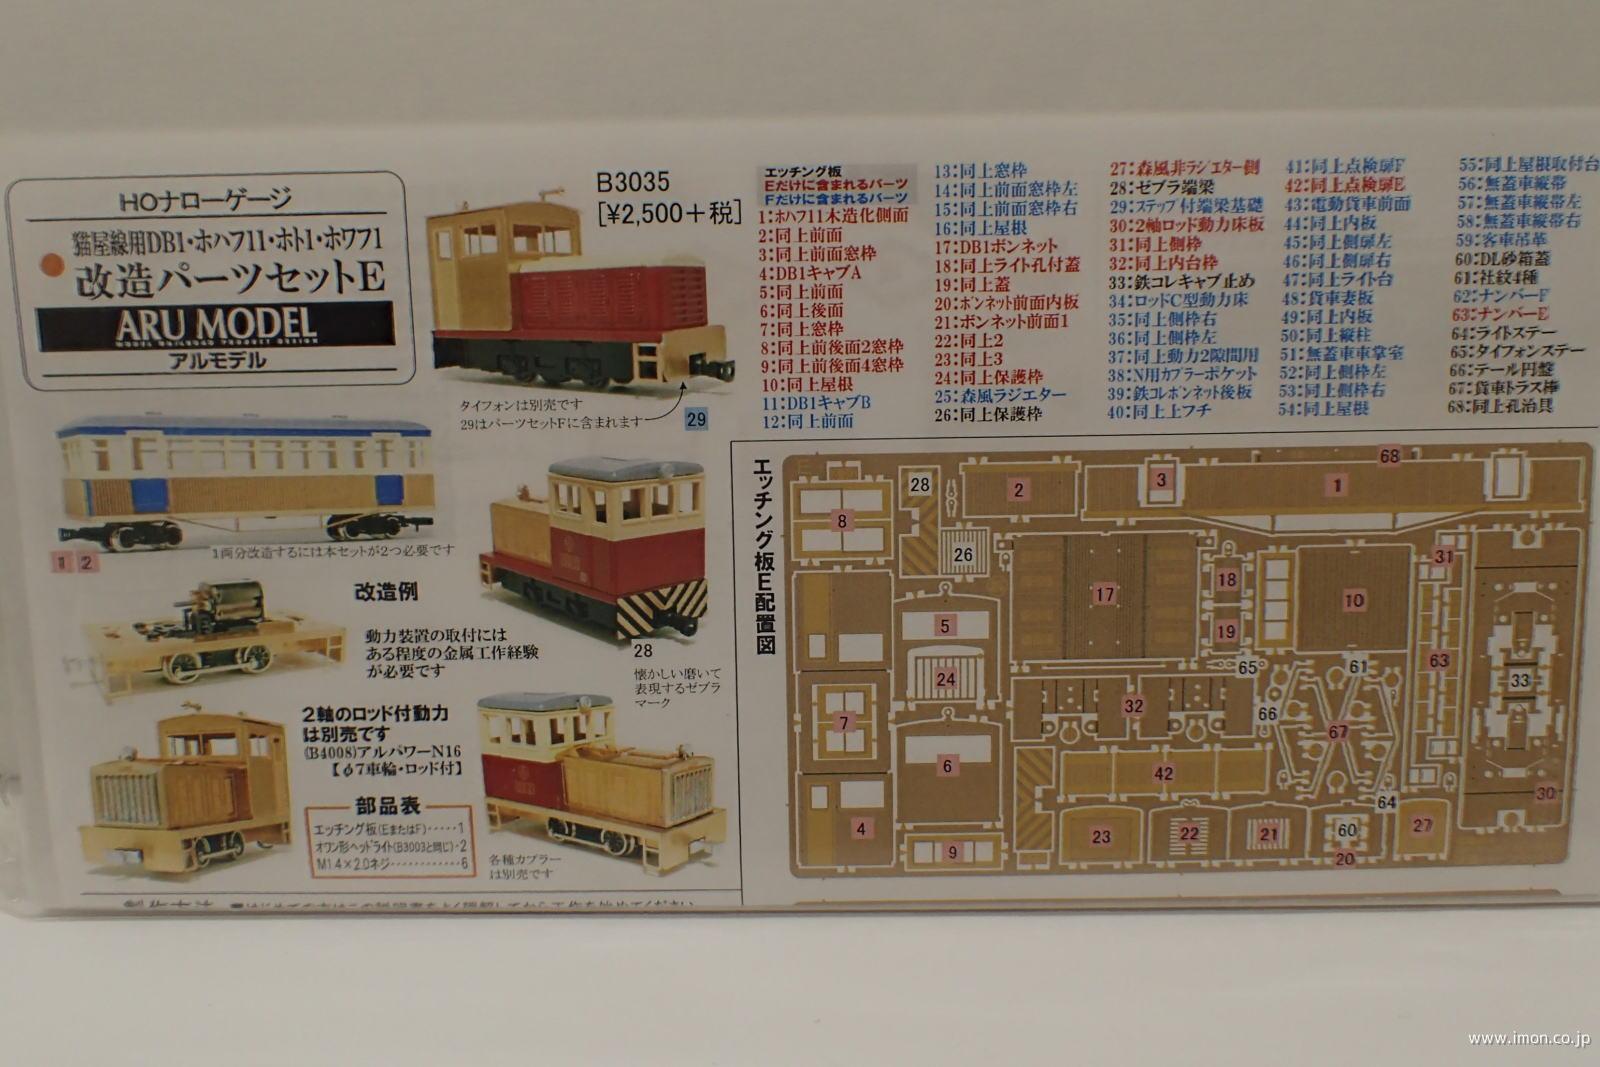 HOナローゲージ
猫屋線用DB1・ホハフ11・ホト1・ホワフ1
改造パーツセットE
ARU MODEL
MODEL RAILROAD PRODUCT DESIGN
アルモデル
B3035
[¥2,500+税]
タイフォンは別売です
29はパーツセットFに含まれます
29
1両分改造するには本セットが2つ必要です
1 2
改造例
動力装置の取付には
ある程度の金属工作経験
が必要です
28
懐かしい磨いて
表現するゼブラ
マーク
2軸のロッド付動力
は別売です
(B4008)アルパワーN16
【φ7車輪・ロッド付】
部品表
エッチング板(EまたはF)・・・・・1
オワン形ヘッドライト(B3003と同じ)・2
M1.4×2.0ネジ・・・・・・・・・・・・6
各種カプラー
は別売です
エッチング板
Eだけに含まれるパーツ
Fだけに含まれるパーツ
1:ホハフ11木造化側面
2:同上前面
3:同上前面窓枠
4:DB1キャブA
5:同上前面
6:同上後面
7:同上窓枠
8:同上前後面2窓枠
9:同上前後面4窓枠
10:同上屋根
11:DB1キャブB
12:同上前面
13:同上窓枠
14:同上前面窓枠左
15:同上前面窓枠右
16:同上屋根
17:DB1ボンネット
18:同上ライト孔付蓋
19:同上蓋
20:ボンネット前面内板
21:ボンネット前面1
22:同上2
23:同上3
24:同上保護枠
25:森風ラジエター
26:同上保護枠
27:森風非ラジエター側
28:ゼブラ端梁
29:ステップ付端梁基礎
30:2軸ロッド動力床板
31:同上側枠
32:同上内台枠
33:鉄コレキャブ止め
34:ロッドC型動力床
35:同上側枠右
36:同上側枠左
37:同上動力2隙間用
38:N用カプラーポケット
39:鉄コレボンネット後板
40:同上上フチ
41:同上点検扉F
42:同上点検扉E
43:電動貨車前面
44:同上内板
45:同上側扉左
46:同上側扉右
47:同上ライト台
48:貨車妻板
49:同上内板
50:同上縦柱
51:無蓋車車掌室
52:同上側枠左
53:同上側枠右
54:同上屋根
55:同上屋根取付台
56:無蓋車縦帯
57:無蓋車縦帯左
58:無蓋車縦帯右
59:客車吊革
60:DL砂箱蓋
61:社紋4種
62:ナンバーF
63:ナンバーE
64:ライトステー
65:タイフォンステー
66:テール円盤
67:貨車トラス棒
68:同上孔治具
エッチング板E配置図
68
28 2 3 1
8
26
31
17 18 10
5 19
24 65 61 63 33
32
7 66 67
6
42
64 30
4 23 22 21 60 27
9 20
www.imon.co.jp